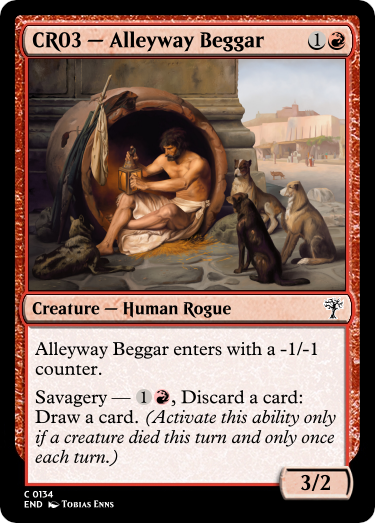 CR03 — Alleyway Beggar 1
Creature — Human Rogue
Alleyway Beggar enters with a -1/-1
counter.
Savagery — 1, Discard a card:
Draw a card. (Activate this ability only
if a creature died this turn and only once
each turn.)
3/2
C 0134
END Tobias Enns